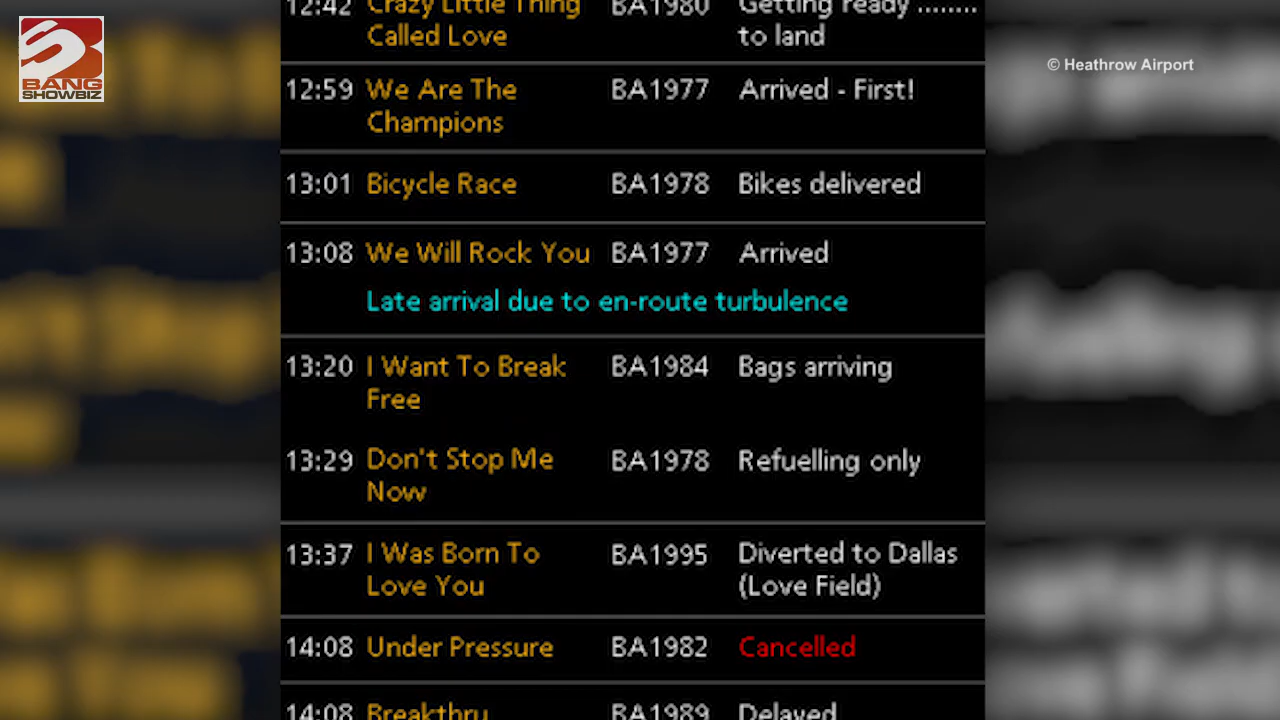 BANG
SHOWBIZ
© Heathrow Airport
12:42 Crazy Little Thing BA1980 Getting ready ........
Called Love to land
12:59 We Are The BA1977 Arrived - First!
Champions
13:01 Bicycle Race BA1978 Bikes delivered
13:08 We Will Rock You BA1977 Arrived
Late arrival due to en-route turbulence
13:20 I Want To Break BA1984 Bags arriving
Free
13:29 Don't Stop Me BA1978 Refuelling only
Now
13:37 I Was Born To BA1995 Diverted to Dallas
Love You (Love Field)
14:08 Under Pressure BA1982 Cancelled
14:08 Breakthru BA1989 Delayed